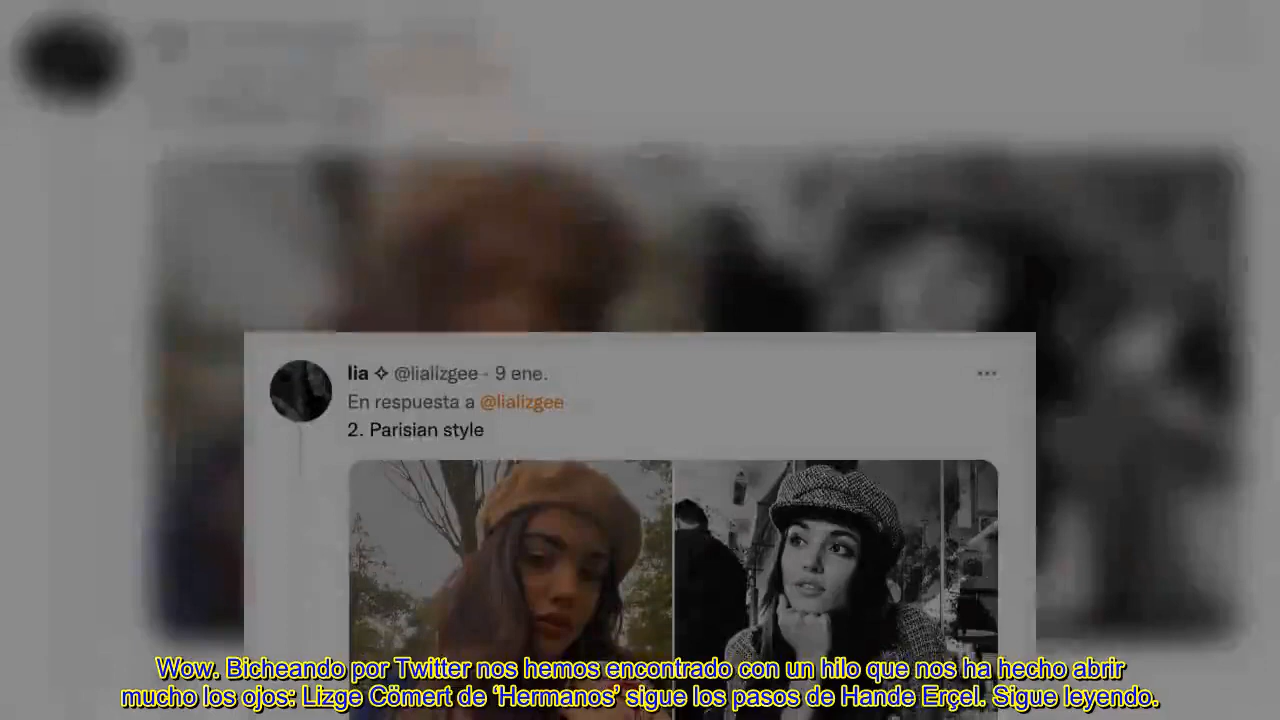 lia ✧ @lializgee · 9 ene.
En respuesta a @lializgee
2. Parisian style
Wow. Bicheando por Twitter nos hemos encontrado con un hilo que nos ha hecho abrir
mucho los ojos: Lizge Cömert de ‘Hermanos’ sigue los pasos de Hande Erçel. Sigue leyendo.